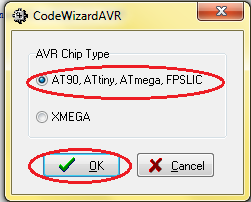 CodeWizardAVR
AVR Chip Type
AT90, ATtiny, ATmega, FPSLIC
XMEGA
OK Cancel